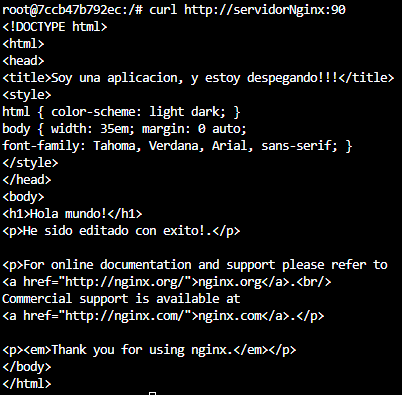 root@7ccb47b792ec:/# curl http://servidorNginx:90
<!DOCTYPE html>
<html>
<head>
<title>Soy una aplicacion, y estoy despegando!!!</title>
<style>
html { color-scheme: light dark; }
body { width: 35em; margin: 0 auto;
font-family: Tahoma, Verdana, Arial, sans-serif; }
</style>
</head>
<body>
<h1>Hola mundo!</h1>
<p>He sido editado con exito!.</p>

<p>For online documentation and support please refer to
<a href="http://nginx.org/">nginx.org</a>.<br/>
Commercial support is available at
<a href="http://nginx.com/">nginx.com</a>.</p>

<p><em>Thank you for using nginx.</em></p>
</body>
</html>